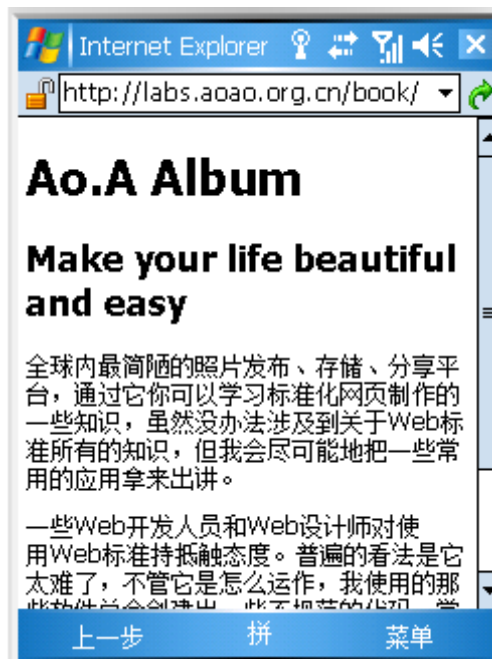 Internet Explorer
http://labs.aoao.org.cn/book/
Ao.A Album
Make your life beautiful
and easy
全球内最简陋的照片发布、存储、分享平
台，通过它你可以学习标准化网页制作的
一些知识，虽然没办法涉及到关于Web标
准所有的知识，但我会尽可能地把一些常
用的应用拿来出讲。
一些Web开发人员和Web设计师对使
用Web标准持抵触态度。普遍的看法是它
太难了，不管它是怎么运作，我使用的那
上一步
拼
菜单